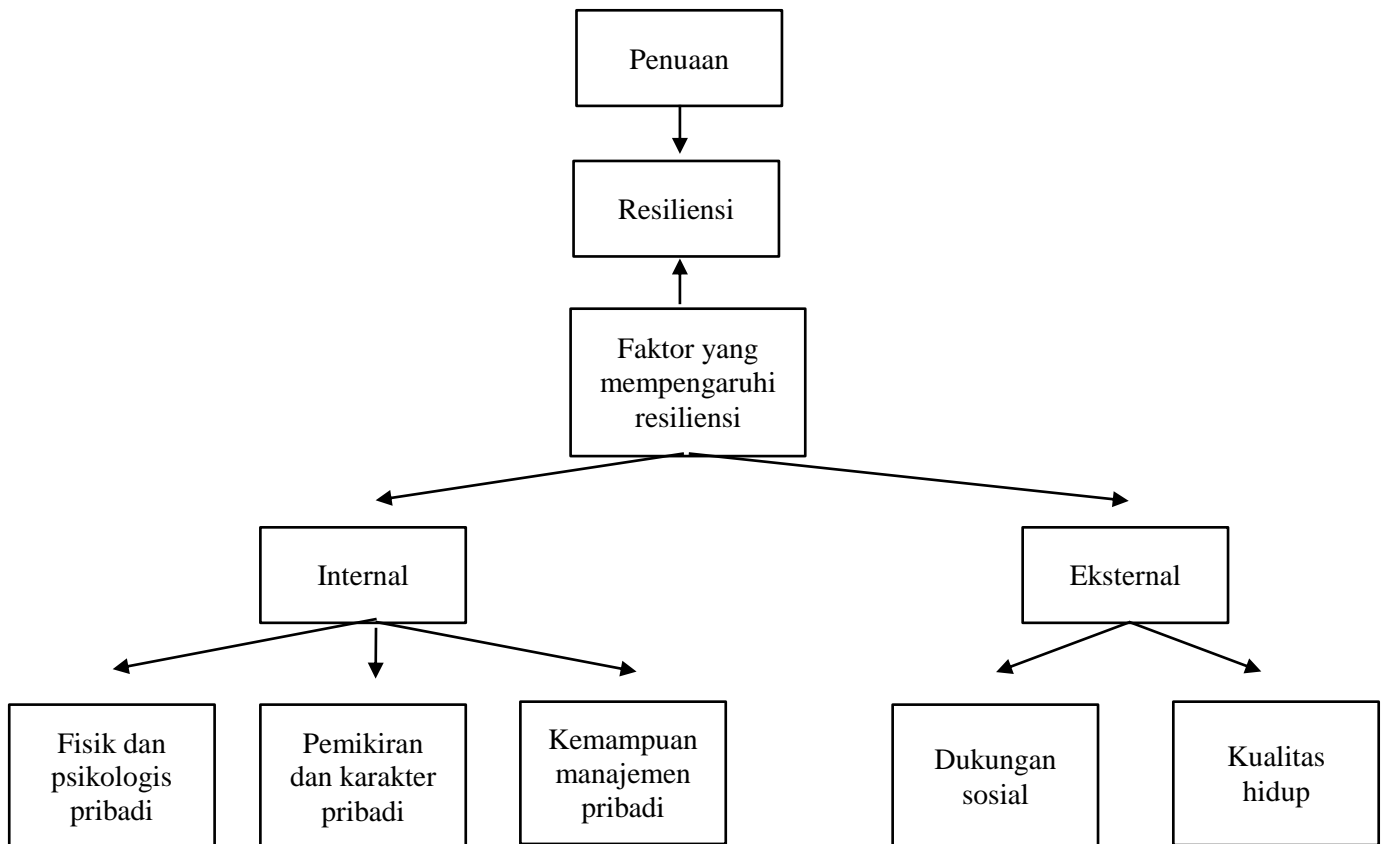 Penuaan
Resiliensi
Faktor yang
mempengaruhi
resiliensi
Internal
Eksternal
Fisik dan
psikologis
pribadi
Pemikiran
dan karakter
pribadi
Kemampuan
manajemen
pribadi
Dukungan
sosial
Kualitas
hidup